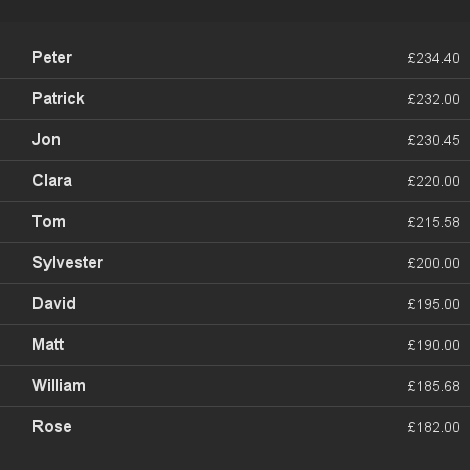 Peter £234.40
Patrick £232.00
Jon £230.45
Clara £220.00
Tom £215.58
Sylvester £200.00
David £195.00
Matt £190.00
William £185.68
Rose £182.00